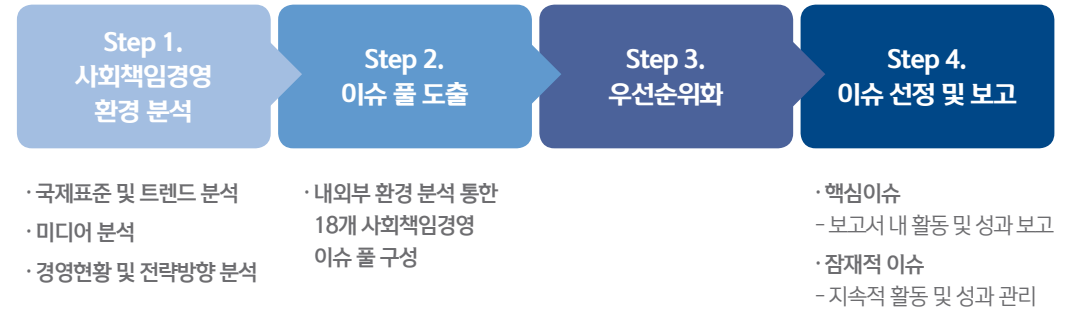 Step 1.
사회책임경영
환경 분석
Step 2.
이슈 풀 도출
Step 3.
우선순위화
Step 4.
이슈 선정 및 보고
· 국제표준 및 트렌드 분석
· 미디어 분석
· 경영현황 및 전략방향 분석
· 내외부 환경 분석 통한
18개 사회책임경영
이슈 풀 구성
· 핵심이슈
– 보고서 내 활동 및 성과 보고
· 잠재적 이슈
– 지속적 활동 및 성과 관리